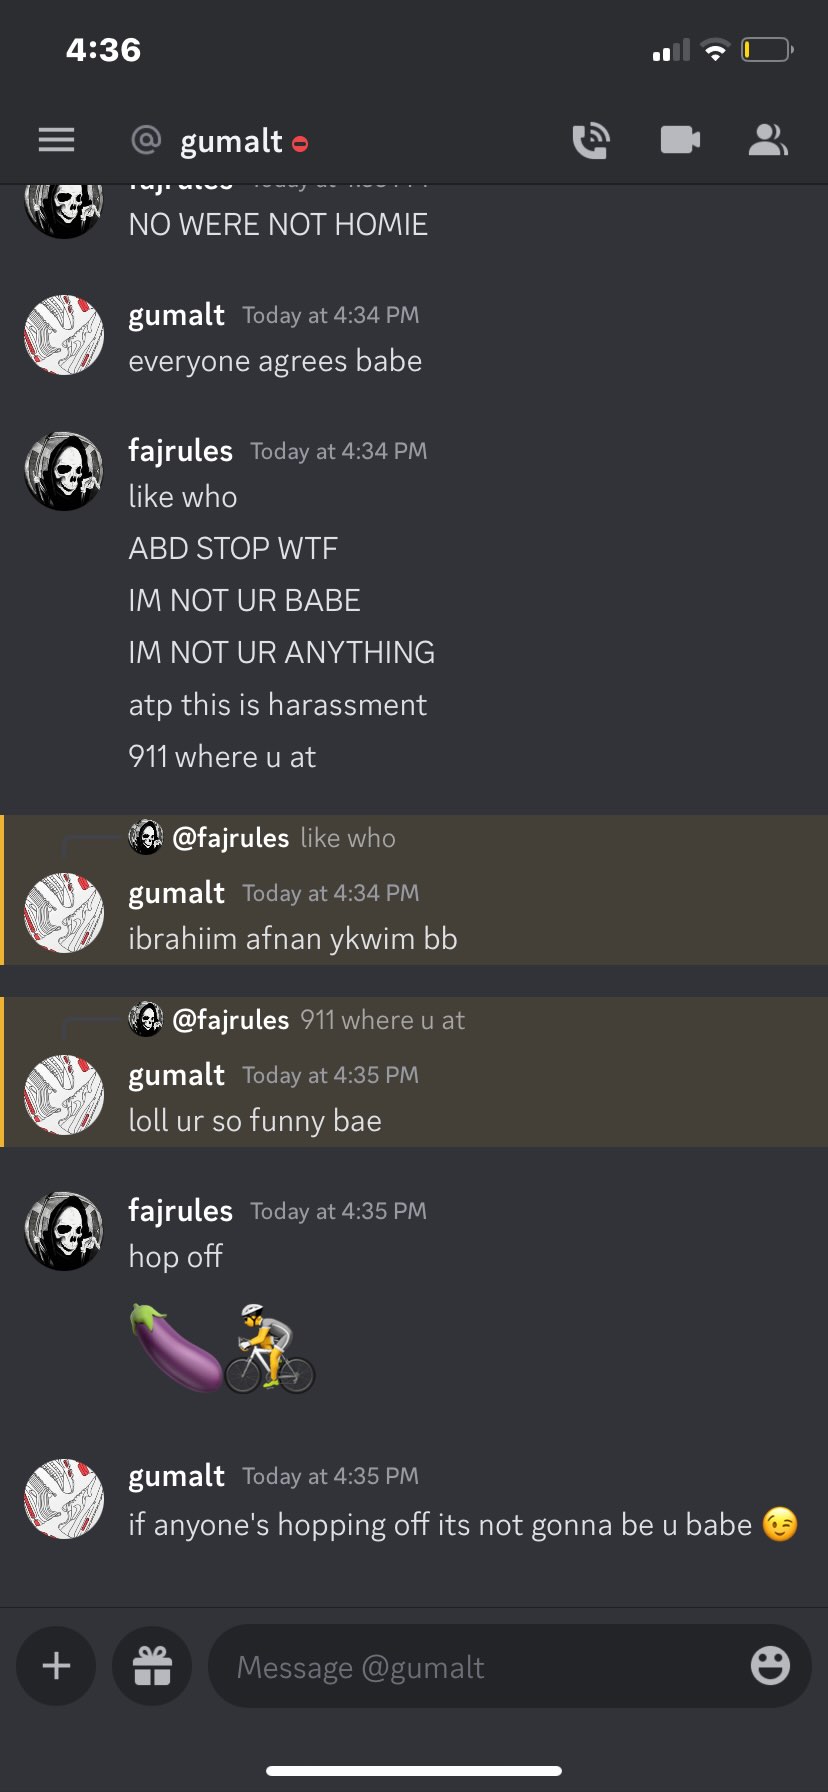 4:36
@ gumalt
fajrules
NO WERE NOT HOMIE
gumalt Today at 4:34 PM
everyone agrees babe
fajrules Today at 4:34 PM
like who
ABD STOP WTF
IM NOT UR BABE
IM NOT UR ANYTHING
atp this is harassment
911 where u at
@fajrules like who
gumalt Today at 4:34 PM
ibrahiim afnan ykwim bb
@fajrules 911 where u at
gumalt Today at 4:35 PM
loll ur so funny bae
fajrules Today at 4:35 PM
hop off
🍆🚴
gumalt Today at 4:35 PM
if anyone's hopping off its not gonna be u babe 😉
Message @gumalt